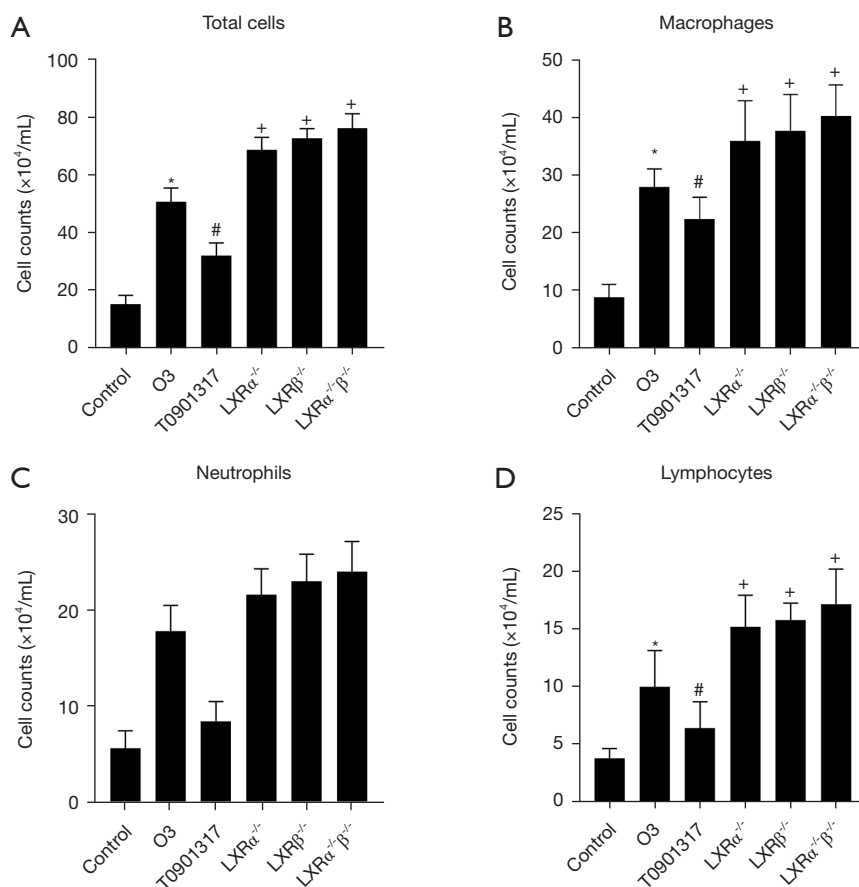 A
Total cells
Cell counts (×10⁴/mL)
100
80
60
40
20
0
*
#
+
+
+
Control
O3
T0901317
LXRα⁻/⁻
LXRβ⁻/⁻
LXRα⁻/⁻β⁻/⁻
B
Macrophages
Cell counts (×10⁴/mL)
50
40
30
20
10
0
*
#
+
+
+
Control
O3
T0901317
LXRα⁻/⁻
LXRβ⁻/⁻
LXRα⁻/⁻β⁻/⁻
C
Neutrophils
Cell counts (×10⁴/mL)
30
20
10
0
Control
O3
T0901317
LXRα⁻/⁻
LXRβ⁻/⁻
LXRα⁻/⁻β⁻/⁻
D
Lymphocytes
Cell counts (×10⁴/mL)
25
20
15
10
5
0
*
#
+
+
+
Control
O3
T0901317
LXRα⁻/⁻
LXRβ⁻/⁻
LXRα⁻/⁻β⁻/⁻